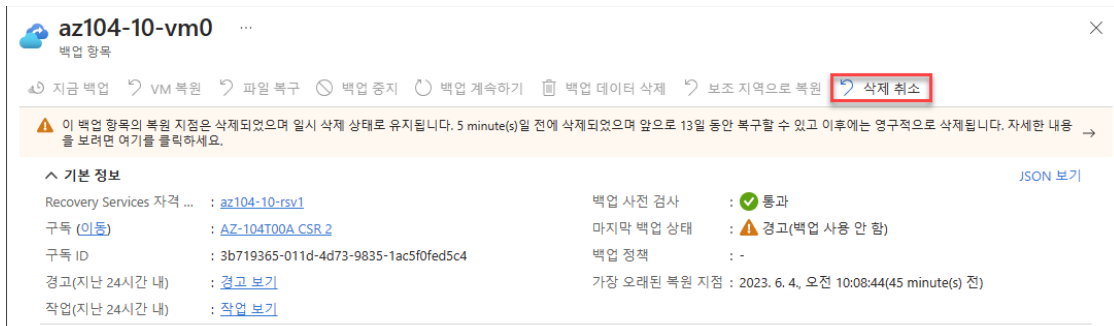 az104-10-vm0 ...
백업 항목
지금 백업 VM 복원 파일 복구 백업 중지 백업 계속하기 백업 데이터 삭제 보조 지역으로 복원 삭제 취소
이 백업 항목의 복원 지점은 삭제되었으며 일시 삭제 상태로 유지됩니다. 5 minute(s)일 전에 삭제되었으며 앞으로 13일 동안 복구할 수 있고 이후에는 영구적으로 삭제됩니다. 자세한 내용
을 보려면 여기를 클릭하세요.
기본 정보 JSON 보기
Recovery Services 자격 ... : az104-10-rsv1 백업 사전 검사 : 통과
구독 (이동) : AZ-104T00A CSR 2 마지막 백업 상태 : 경고(백업 사용 안 함)
구독 ID : 3b719365-011d-4d73-9835-1ac5f0fed5c4 백업 정책 : -
경고(지난 24시간 내) : 경고 보기 가장 오래된 복원 지점 : 2023. 6. 4., 오전 10:08:44(45 minute(s) 전)
작업(지난 24시간 내) : 작업 보기